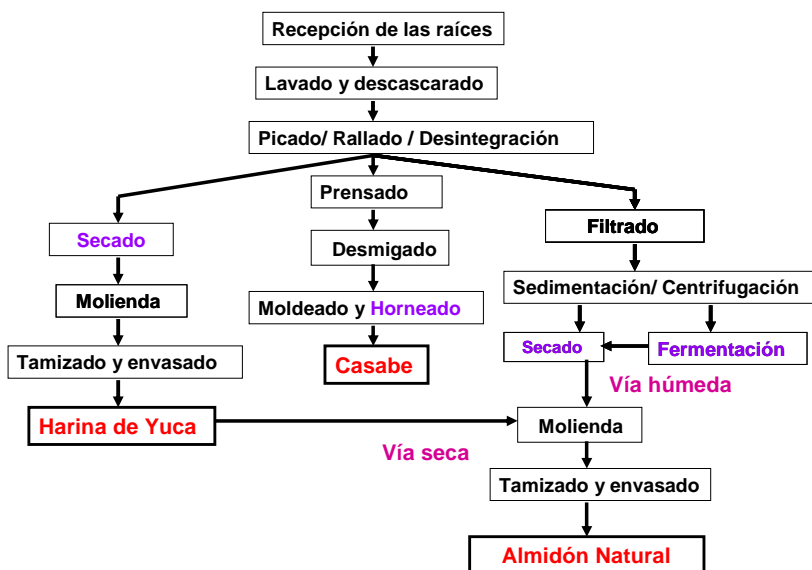 Recepción de las raíces
Lavado y descascarado
Picado/ Rallado / Desintegración
Secado
Molienda
Tamizado y envasado
Harina de Yuca
Prensado
Desmigado
Moldeado y Horneado
Casabe
Filtrado
Sedimentación/ Centrifugación
Secado
Fermentación
Vía húmeda
Vía seca
Molienda
Tamizado y envasado
Almidón Natural